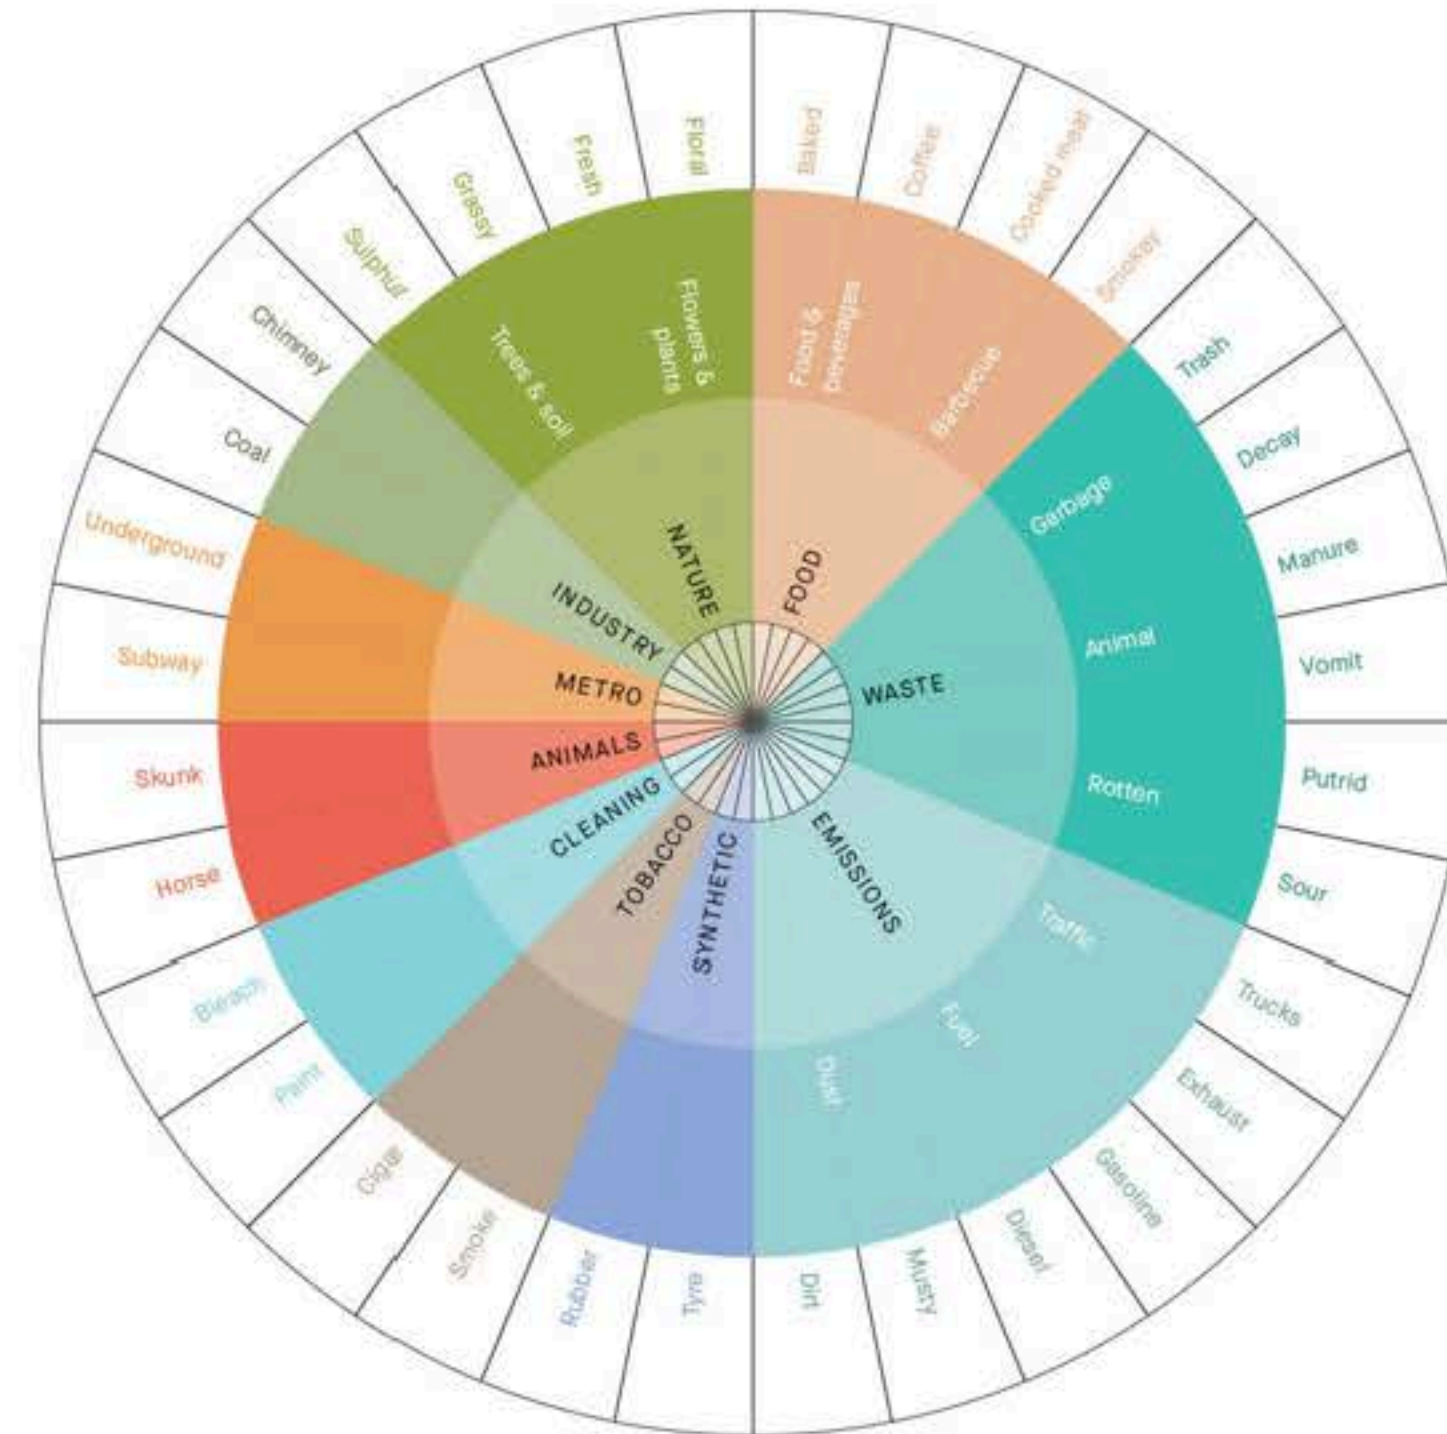 Baked
Coffee
Cooked meat
Smokey
Trash
Decay
Manure
Vomit
Putrid
Sour
Trucks
Exhaust
Gasoline
Diesel
Musty
Dirt
Tyre
Rubber
Smoke
Cigar
Paint
Bleach
Horse
Skunk
Subway
Underground
Coal
Chimney
Sulphur
Grassy
Fresh
Floral
Food &
beverages
Barbecue
Garbage
Animal
Rotten
Traffic
Fuel
Dust
Trees & soil
Flowers &
plants
FOOD
WASTE
EMISSIONS
SYNTHETIC
TOBACCO
CLEANING
ANIMALS
METRO
INDUSTRY
NATURE